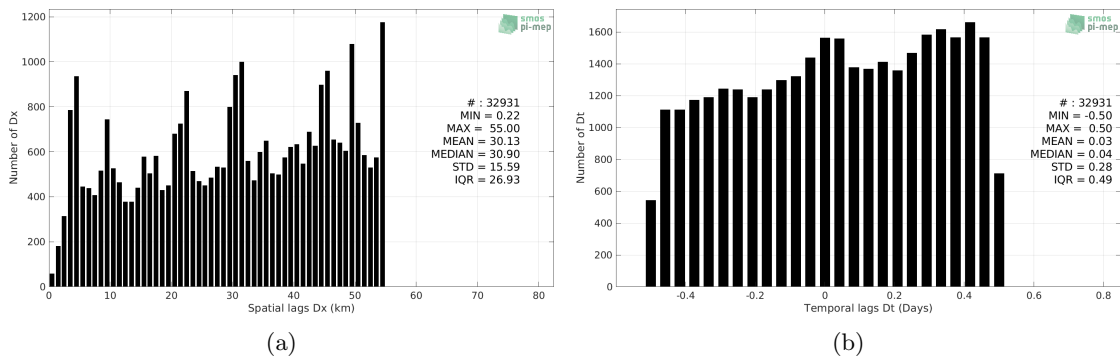 1200
1000
800
600
400
200
0
Number of Dx
0 10 20 30 40 50 60 70 80
Spatial lags Dx (km)
smos
pi-mep
# : 32931
MIN = 0.22
MAX = 55.00
MEAN = 30.13
MEDIAN = 30.90
STD = 15.59
IQR = 26.93
(a)
1600
1400
1200
1000
800
600
400
200
0
Number of Dt
-0.4 -0.2 0 0.2 0.4 0.6 0.8
Temporal lags Dt (Days)
smos
pi-mep
# : 32931
MIN = -0.50
MAX = 0.50
MEAN = 0.03
MEDIAN = 0.04
STD = 0.28
IQR = 0.49
(b)